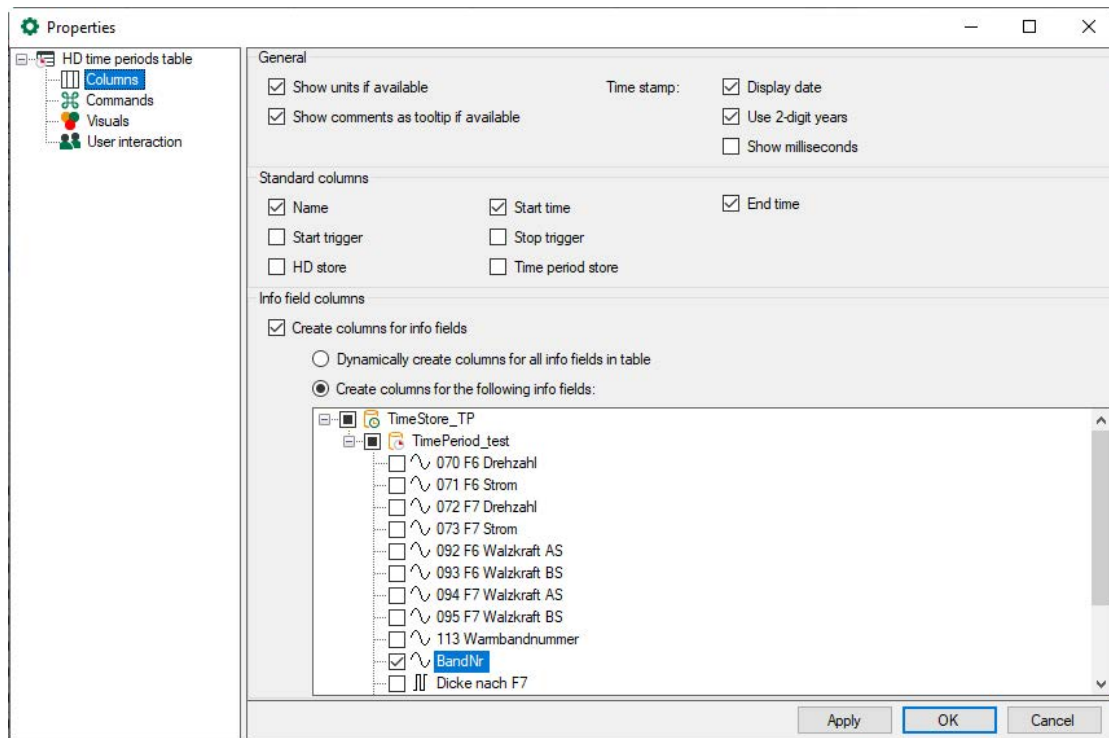 Properties
HD time periods table
Columns
Commands
Visuals
User interaction
General
Show units if available
Time stamp:
Display date
Show comments as tooltip if available
Use 2-digit years
Show milliseconds
Standard columns
Name
Start time
End time
Start trigger
Stop trigger
HD store
Time period store
Info field columns
Create columns for info fields
Dynamically create columns for all info fields in table
Create columns for the following info fields:
TimeStore_TP
TimePeriod_test
070 F6 Drehzahl
071 F6 Strom
072 F7 Drehzahl
073 F7 Strom
092 F6 Walzkraft AS
093 F6 Walzkraft BS
094 F7 Walzkraft AS
095 F7 Walzkraft BS
113 Warmbandnummer
BandNr
Dicke nach F7
Apply
OK
Cancel